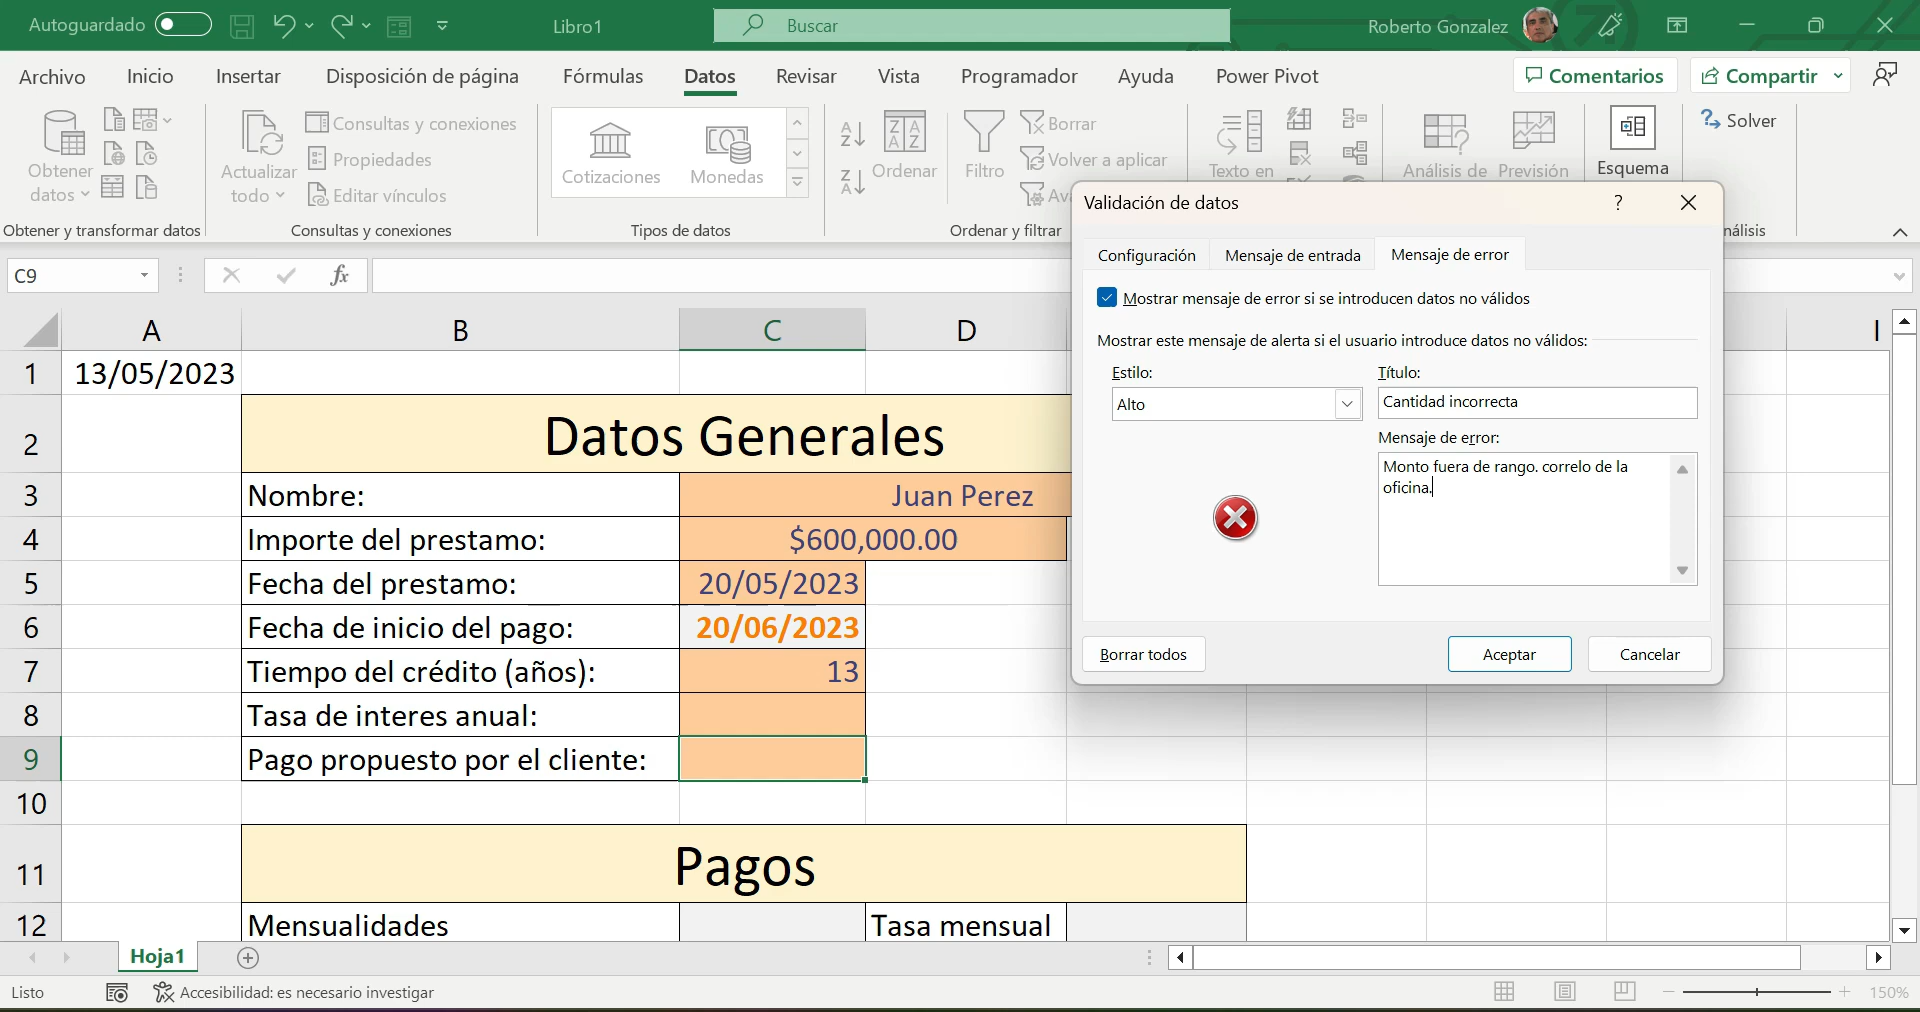 Autoguardado
Libro1
Buscar
Roberto Gonzalez
Archivo Inicio Insertar Disposición de página Fórmulas Datos Revisar Vista Programador Ayuda Power Pivot Comentarios Compartir
Obtener
datos
Actualizar
todo
Consultas y conexiones
Propiedades
Editar vínculos
Cotizaciones
Monedas
Ordenar
Filtro
Borrar
Volver a aplicar
Texto en
Análisis de
Previsión
Esquema
Solver
Obtener y transformar datos
Consultas y conexiones
Tipos de datos
Ordenar y filtrar
nálisis
C9
fx
Validación de datos
?
Configuración
Mensaje de entrada
Mensaje de error
Mostrar mensaje de error si se introducen datos no válidos
Mostrar este mensaje de alerta si el usuario introduce datos no válidos:
Estilo:
Alto
Título:
Cantidad incorrecta
Mensaje de error:
Monto fuera de rango. correlo de la
oficina.
Borrar todos
Aceptar
Cancelar
A B C D I
1 13/05/2023
2 Datos Generales
3 Nombre: Juan Perez
4 Importe del prestamo: $600,000.00
5 Fecha del prestamo: 20/05/2023
6 Fecha de inicio del pago: 20/06/2023
7 Tiempo del crédito (años): 13
8 Tasa de interes anual:
9 Pago propuesto por el cliente:
10
11 Pagos
12 Mensualidades Tasa mensual
Hoja1
Listo
Accesibilidad: es necesario investigar
150%